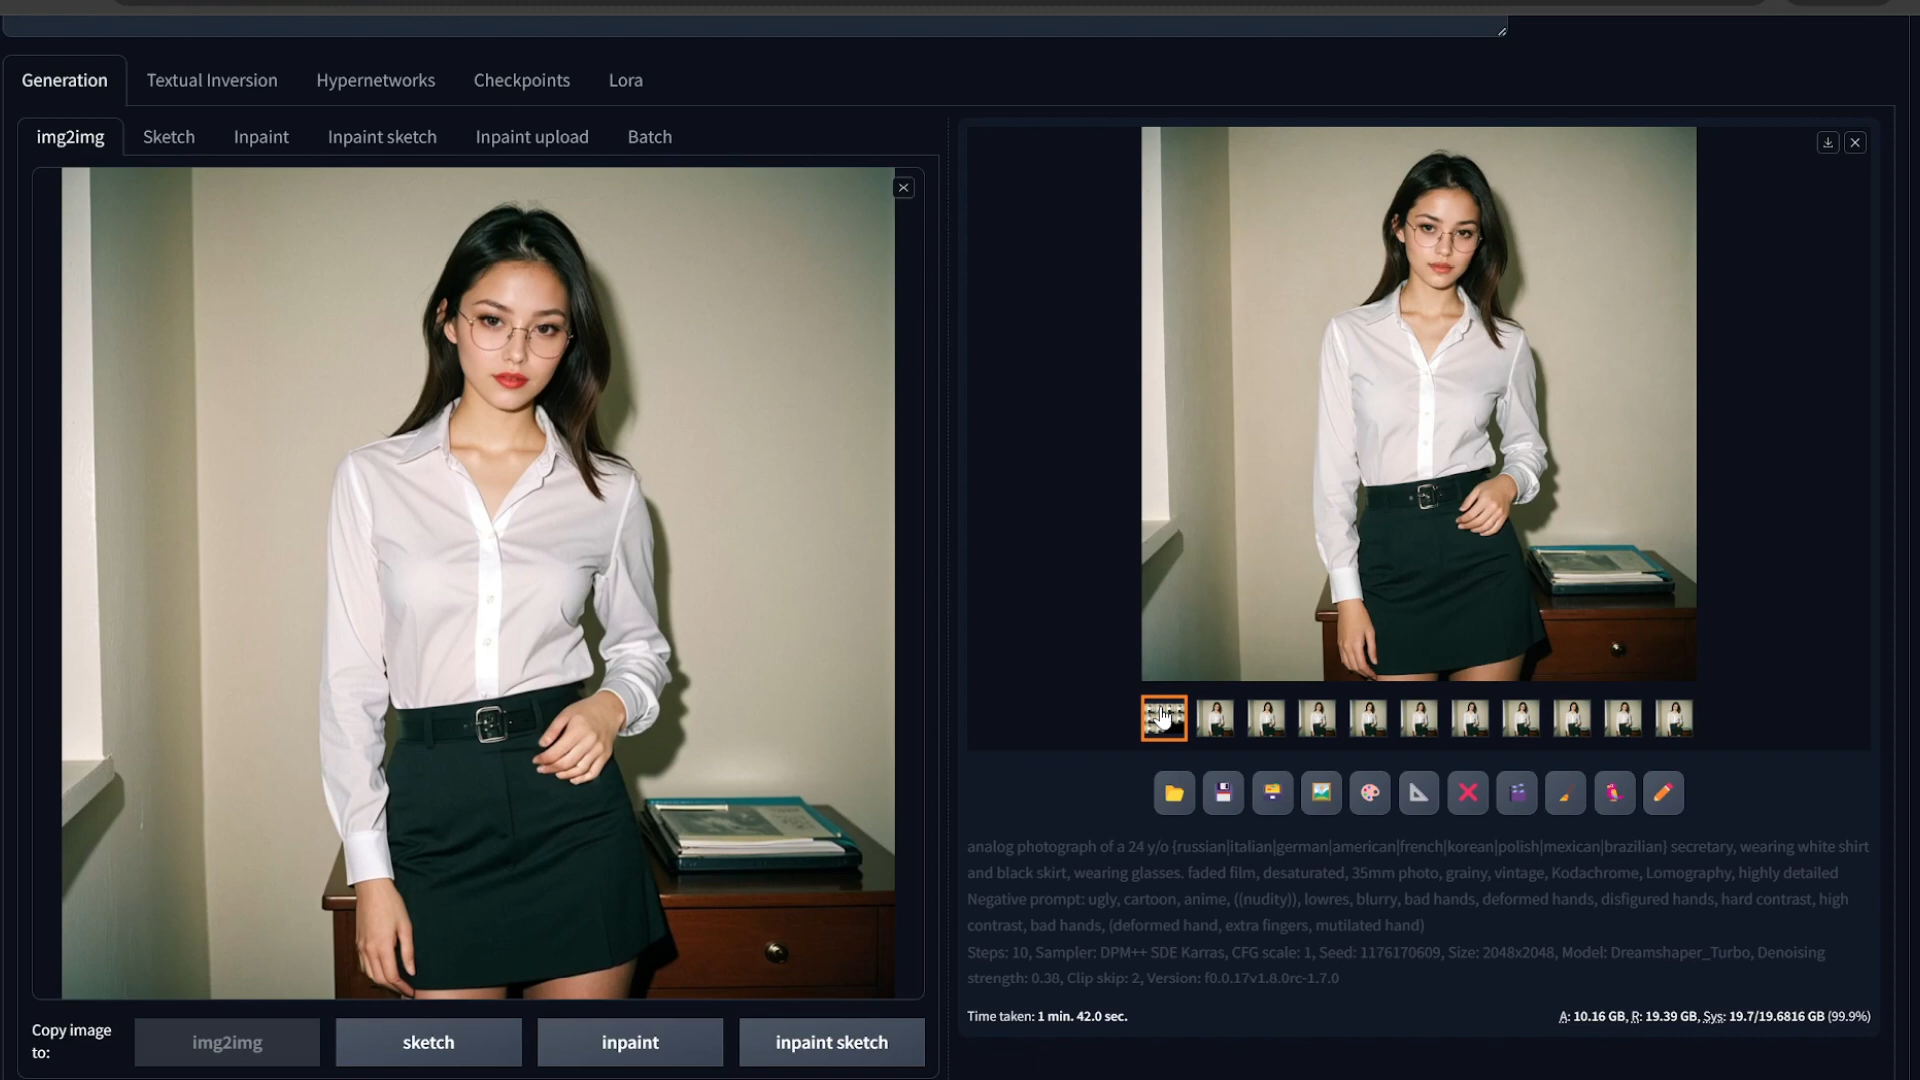 Generation Textual Inversion Hypernetworks Checkpoints Lora
img2img Sketch Inpaint Inpaint sketch Inpaint upload Batch
analog photograph of a 24 y/o {russian|italian|german|american|french|korean|polish|mexican|brazilian} secretary, wearing white shirt
and black skirt, wearing glasses. faded film, desaturated, 35mm photo, grainy, vintage, Kodachrome, Lomography, highly detailed
Negative prompt: ugly, cartoon, anime, ((nudity)), lowres, blurry, bad hands, deformed hands, disfigured hands, hard contrast, high
contrast, bad hands, (deformed hand, extra fingers, mutilated hand)
Steps: 10, Sampler: DPM++ SDE Karras, CFG scale: 1, Seed: 1176170609, Size: 2048x2048, Model: Dreamshaper_Turbo, Denoising
strength: 0.38, Clip skip: 2, Version: f0.0.17v1.8.0rc-1.7.0
Time taken: 1 min. 42.0 sec. A: 10.16 GB, R: 19.39 GB, Sys: 19.7/19.6816 GB (99.9%)
Copy image
to:
img2img sketch inpaint inpaint sketch